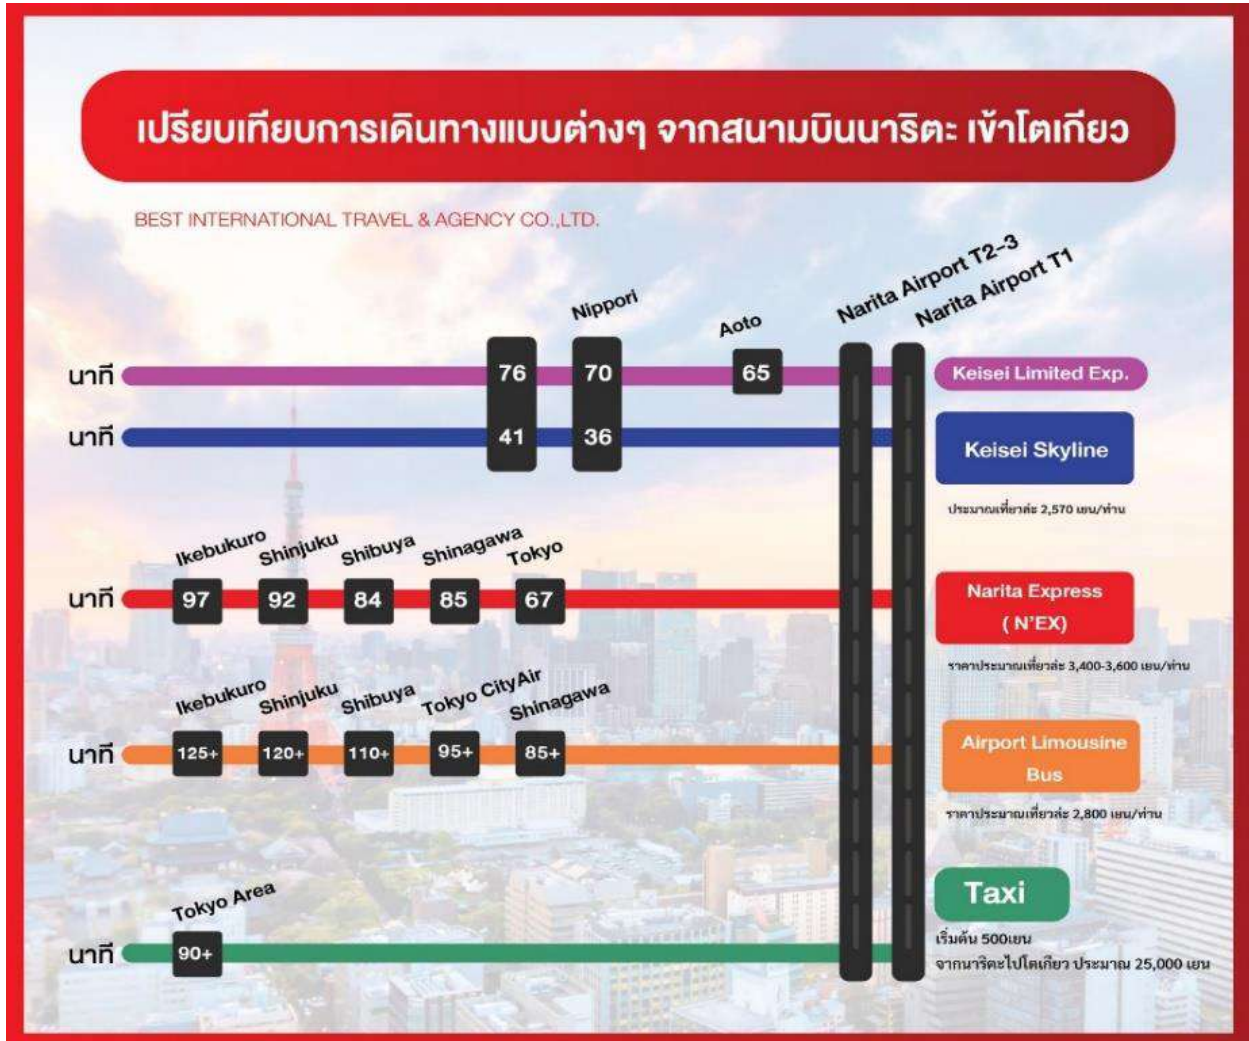 เปรียบเทียบการเดินทางแบบต่างๆ จากสนามบินนาริตะ เข้าโตเกียว
BEST INTERNATIONAL TRAVEL & AGENCY CO.,LTD.
Nippori
Aoto
Narita Airport T2-3
Narita Airport T1
นาที 76 70 65 Keisei Limited Exp.
นาที 41 36 Keisei Skyline
ประมาณเที่ยวล่ะ 2,570 เยน/ท่าน
Ikebukuro Shinjuku Shibuya Shinagawa Tokyo
นาที 97 92 84 85 67
Narita Express
( N'EX)
ราคาประมาณเที่ยวล่ะ 3,400-3,600 เยน/ท่าน
Ikebukuro Shinjuku Shibuya Tokyo CityAir Shinagawa
นาที 125+ 120+ 110+ 95+ 85+
Airport Limousine
Bus
ราคาประมาณเที่ยวล่ะ 2,800 เยน/ท่าน
Tokyo Area
นาที 90+
Taxi
เริ่มต้น 500เยน
จากนาริตะไปโตเกียว ประมาณ 25,000 เยน